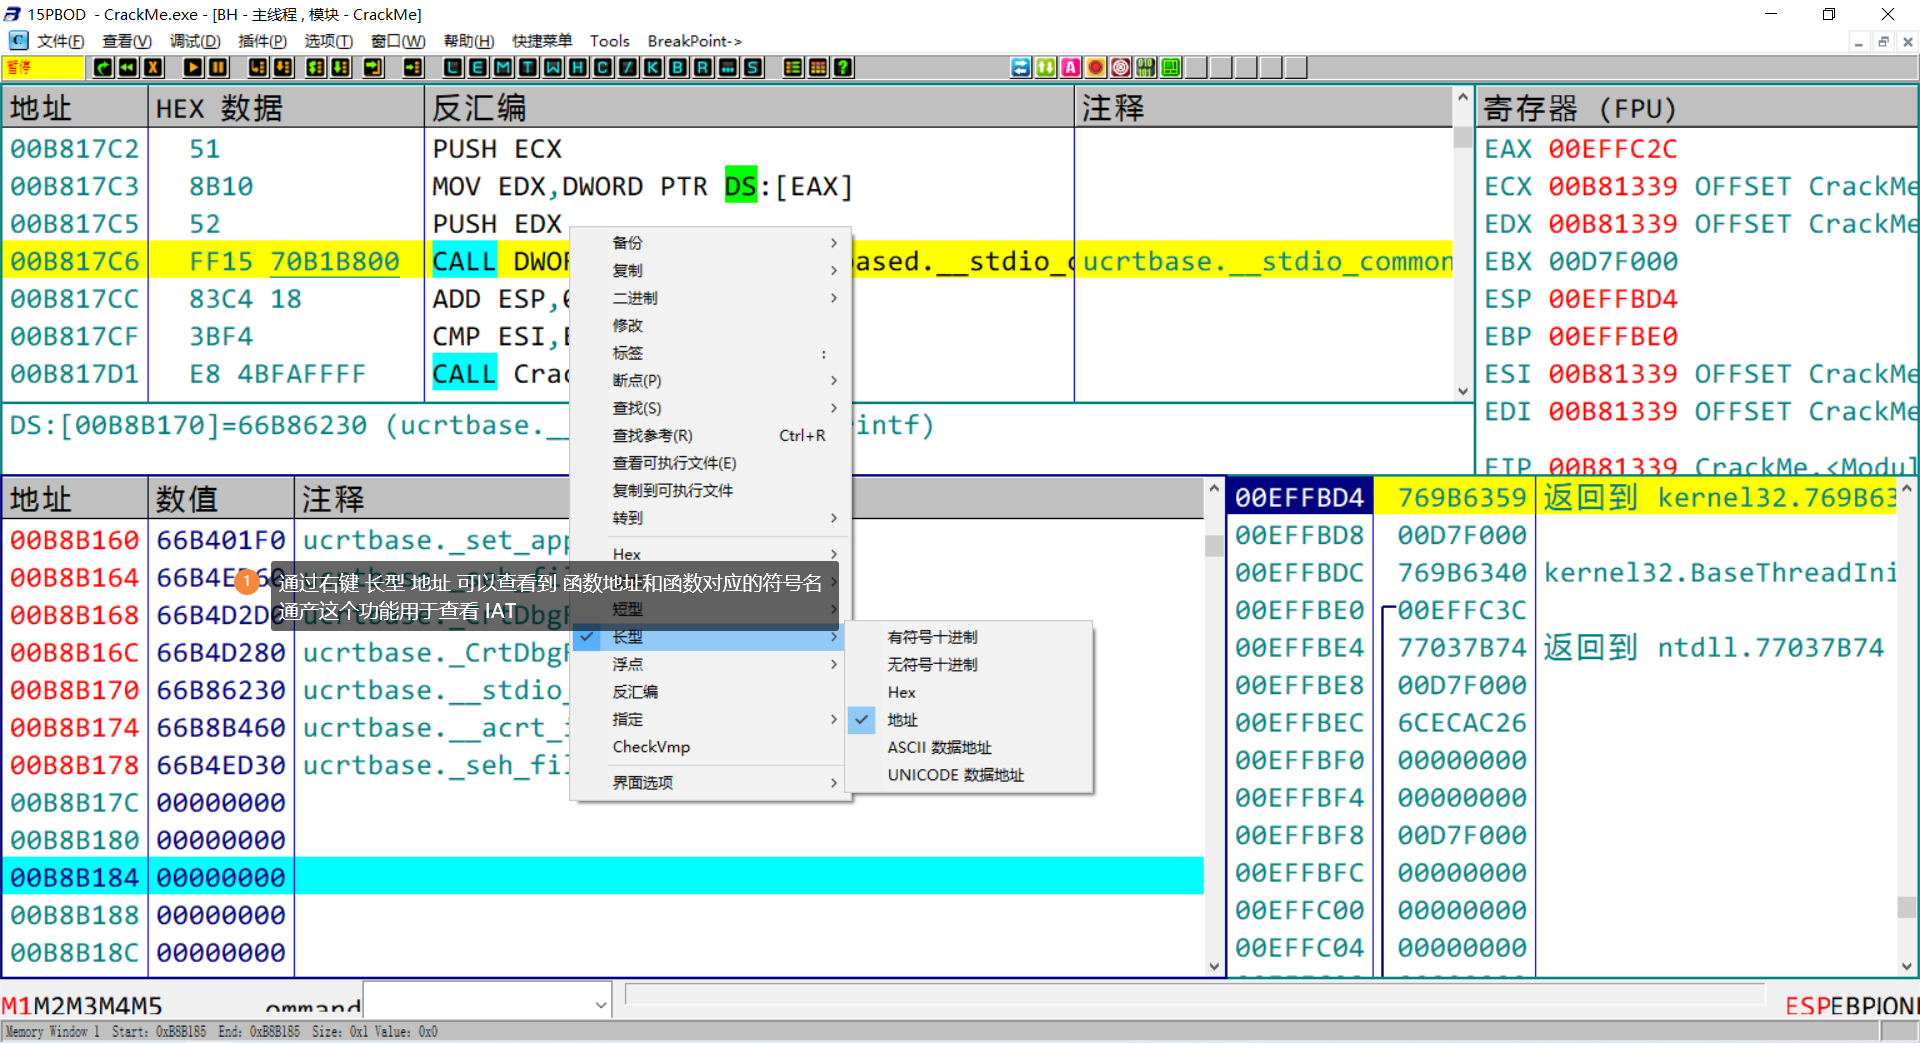 15PBOD - CrackMe.exe - [BH - 主线程, 模块 - CrackMe]
文件(F) 查看(V) 调试(D) 插件(P) 选项(T) 窗口(W) 帮助(H) 快捷菜单 Tools BreakPoint->
暂停 L E M T W H C / K B R ... S ? A
地址 HEX 数据 反汇编 注释
00B817C2 51 PUSH ECX
00B817C3 8B10 MOV EDX,DWORD PTR DS:[EAX]
00B817C5 52 PUSH EDX
00B817C6 FF15 70B1B800 CALL ased.__stdio_ ucrtbase.__stdio_common
00B817CC 83C4 18 ADD ESP,
00B817CF 3BF4 CMP ESI,
00B817D1 E8 4BFAFFFF CALL
DS:[00B8B170]=66B86230 (ucrtbase.__ intf)
寄存器 (FPU)
EAX 00EFFC2C
ECX 00B81339 OFFSET CrackMe
EDX 00B81339 OFFSET CrackMe
EBX 00D7F000
ESP 00EFFBD4
EBP 00EFFBE0
ESI 00B81339 OFFSET CrackMe
EDI 00B81339 OFFSET CrackMe
EIP 00B81339 CrackMe.<Modul
地址 数值 注释
00B8B160 66B401F0 ucrtbase._set_app
00B8B164
00B8B168 66B4D2D0
00B8B16C 66B4D280 ucrtbase._CrtDbg
00B8B170 66B86230 ucrtbase.__stdio_
00B8B174 66B8B460 ucrtbase.__acrt_
00B8B178 66B4ED30 ucrtbase._seh_fi
00B8B17C 00000000
00B8B180 00000000
00B8B184 00000000
00B8B188 00000000
00B8B18C 00000000
备份
复制
二进制
修改
标签 :
断点(P)
查找(S)
查找参考(R) Ctrl+R
查看可执行文件(E)
复制到可执行文件
转到
Hex
短型
长型
浮点
反汇编
指定
CheckVmp
界面选项
1
通过右键 长型 地址 可以查看到 函数地址和函数对应的符号名
通产这个功能用于查看 IAT
有符号十进制
无符号十进制
Hex
地址
ASCII 数据地址
UNICODE 数据地址
00EFFBD4 769B6359 返回到 kernel32.769B63
00EFFBD8 00D7F000
00EFFBDC 769B6340 kernel32.BaseThreadIni
00EFFBE0 00EFFC3C
00EFFBE4 77037B74 返回到 ntdll.77037B74
00EFFBE8 00D7F000
00EFFBEC 6CECAC26
00EFFBF0 00000000
00EFFBF4 00000000
00EFFBF8 00D7F000
00EFFBFC 00000000
00EFFC00 00000000
00EFFC04 00000000
M1M2M3M4M5 ommand ESPEBP
Memory Window 1 Start: 0xB8B185 End: 0xB8B185 Size: 0x1 Value: 0x0